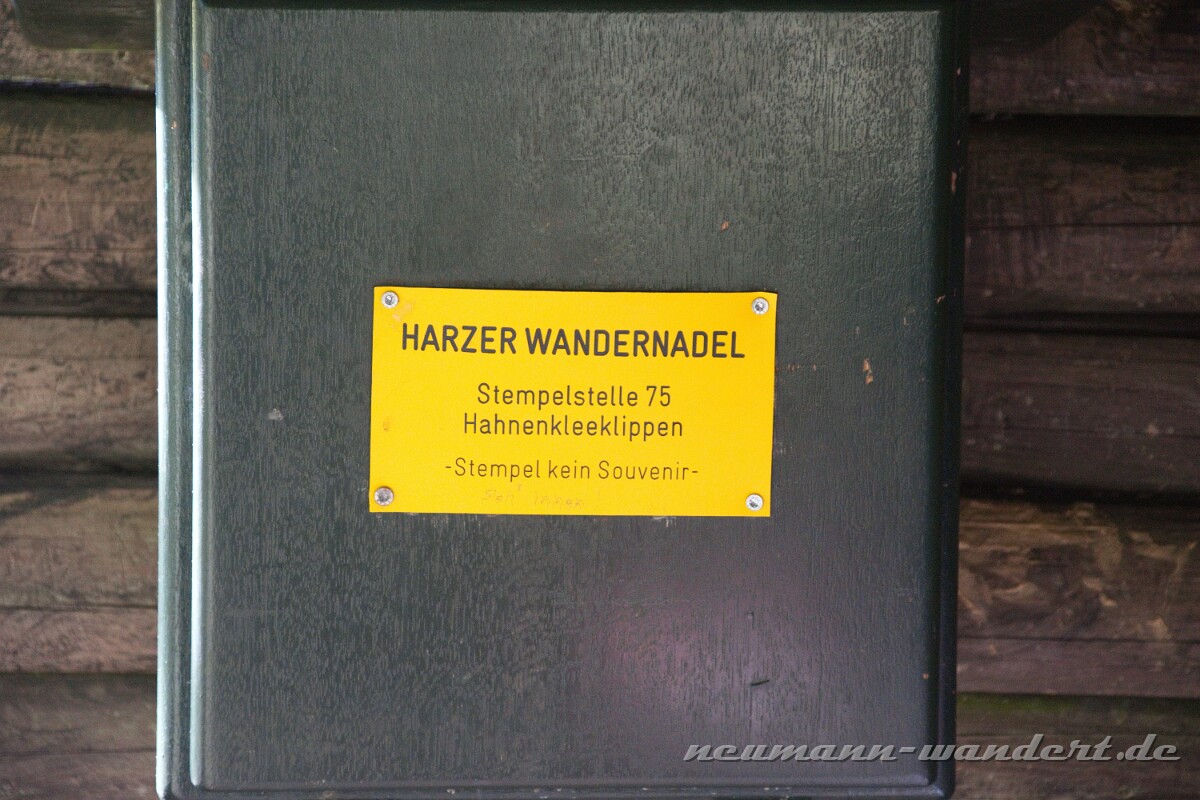 HARZER WANDERNADEL
Stempelstelle 75
Hahnenkleeklippen
-Stempel kein Souvenir-
neumann-wandert.de